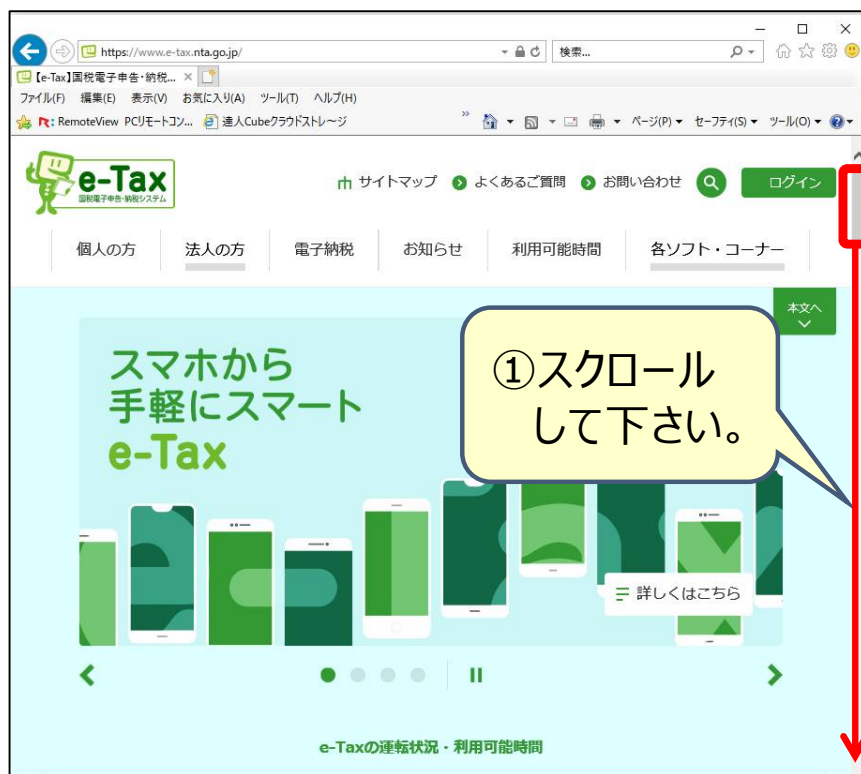 https://www.e-tax.nta.go.jp/
検索...
【e-Tax】国税電子申告・納税...
ファイル(F) 編集(E) 表示(V) お気に入り(A) ツール(T) ヘルプ(H)
RemoteView PCリモートコン... 達人Cubeクラウドストレージ
ページ(P) セーフティ(S) ツール(O)
e-Tax
国税電子申告・納税システム
サイトマップ よくあるご質問 お問い合わせ ログイン
個人の方 法人の方 電子納税 お知らせ 利用可能時間 各ソフト・コーナー
本文へ
スマホから
手軽にスマート
e-Tax
①スクロール
して下さい。
詳しくはこちら
e-Taxの運転状況・利用可能時間